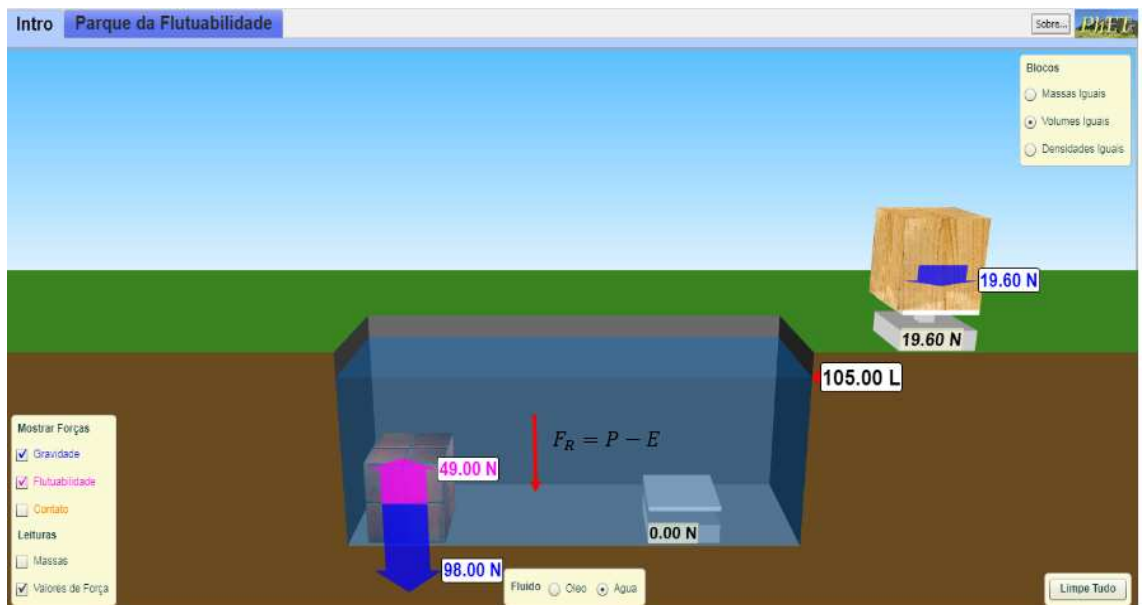 Intro Parque da Flutuabilidade
Sobre... PhET
Blocos
Massas Iguais
Volumes Iguais
Densidades Iguais
19.60 N
19.60 N
105.00 L
Mostrar Forças
Gravidade
Flutuabilidade
Contato
Leituras
Massas
Valores de Força
F_R = P − E
49.00 N
0.00 N
98.00 N
Fluido Oleo Agua
Limpe Tudo